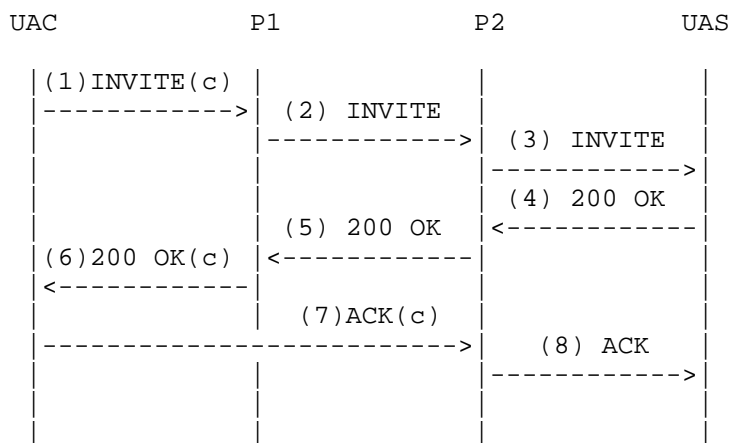 UAC P1 P2 UAS
(1)INVITE(c)
(2) INVITE
(3) INVITE
(4) 200 OK
(5) 200 OK
(6)200 OK(c)
(7)ACK(c)
(8) ACK